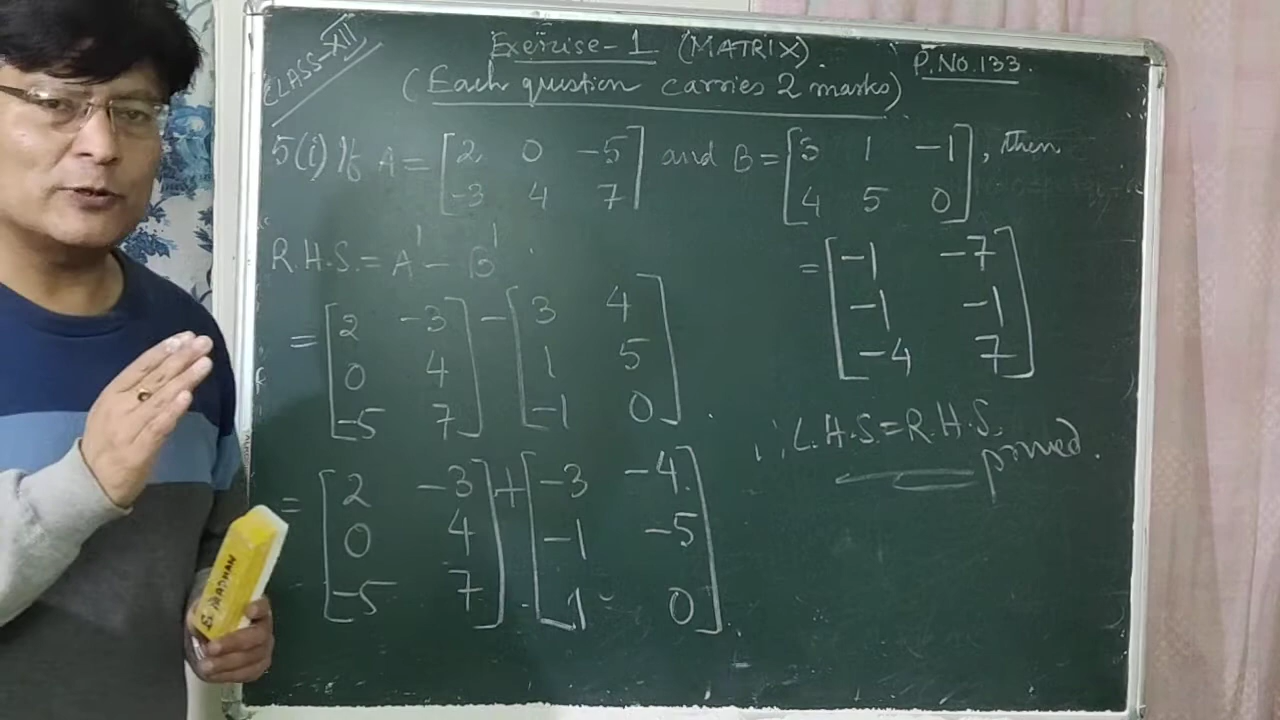 CLASS-XII
Exercise-1 (MATRIX).
P.NO.133.
(Each question carries 2 marks)
5(i) If A = [2, 0 -5] and B = [3 1 -1], then
[-3 4 7] [4 5 0]
R.H.S. = A' - B'
= [2 -3] - [3 4]
[0 4] [1 5]
[-5 7] [-1 0]
= [2 -3] + [-3 -4]
[0 4] [-1 -5]
[-5 7] [1 0]
= [-1 -7]
[-1 -1]
[-4 7]
∴ L.H.S. = R.H.S.
proved.
B. MADHAN